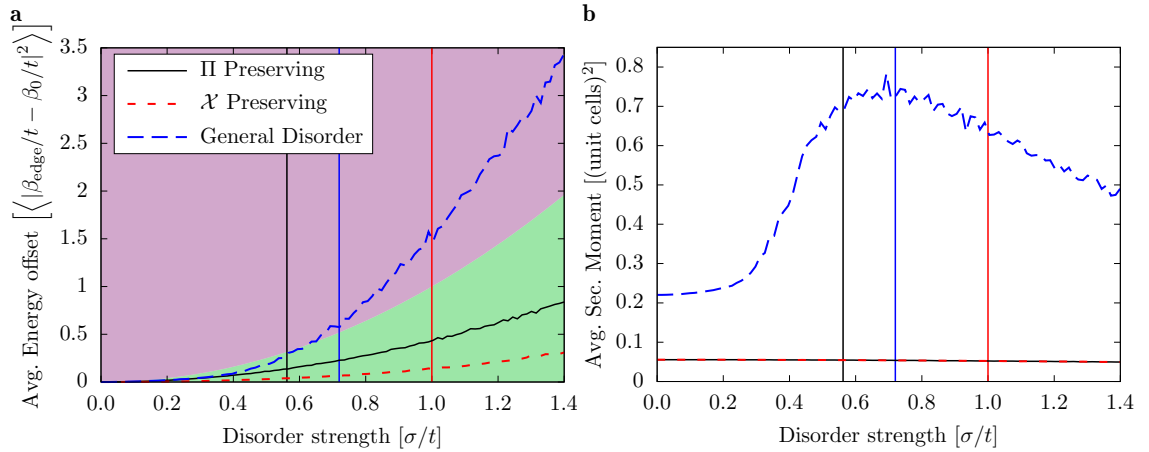 a
Avg. Energy offset [⟨|β_edge/t − β_0/t|^2⟩]
3.5
3
2.5
2
1.5
1
0.5
0
Π Preserving
𝒳 Preserving
General Disorder
0.0 0.2 0.4 0.6 0.8 1.0 1.2 1.4
Disorder strength [σ/t]
b
Avg. Sec. Moment [(unit cells)^2]
0.8
0.7
0.6
0.5
0.4
0.3
0.2
0.1
0
0.0 0.2 0.4 0.6 0.8 1.0 1.2 1.4
Disorder strength [σ/t]